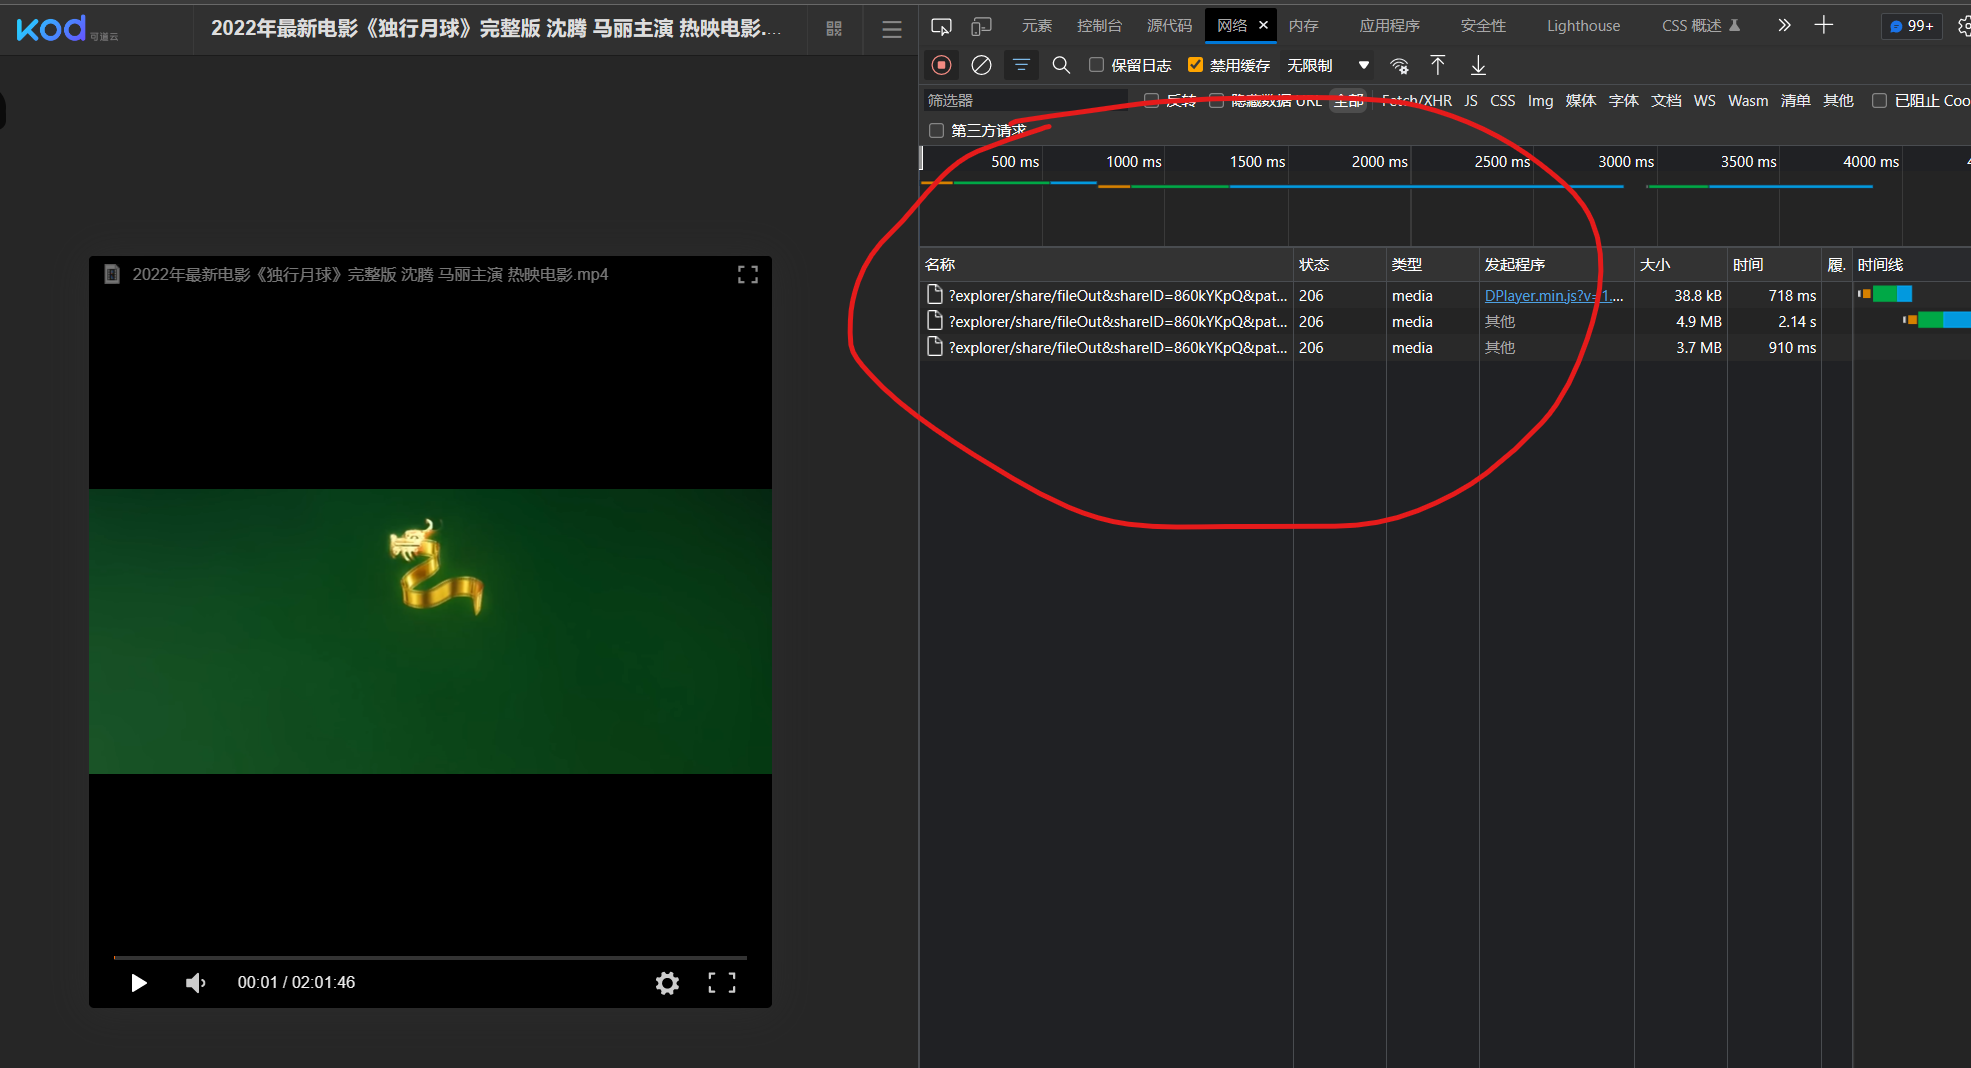 kod 可道云
2022年最新电影《独行月球》完整版 沈腾 马丽主演 热映电影....
2022年最新电影《独行月球》完整版 沈腾 马丽主演 热映电影.mp4
00:01 / 02:01:46
元素 控制台 源代码 网络 × 内存 应用程序 安全性 Lighthouse CSS 概述 99+
保留日志 禁用缓存 无限制
筛选器 反转 隐藏数据 URL 全部 Fetch/XHR JS CSS Img 媒体 字体 文档 WS Wasm 清单 其他 已阻止 Coo
第三方请求
500 ms 1000 ms 1500 ms 2000 ms 2500 ms 3000 ms 3500 ms 4000 ms
名称 状态 类型 发起程序 大小 时间 履. 时间线
?explorer/share/fileOut&shareID=860kYKpQ&pat... 206 media DPlayer.min.js?v=1.... 38.8 kB 718 ms
?explorer/share/fileOut&shareID=860kYKpQ&pat... 206 media 其他 4.9 MB 2.14 s
?explorer/share/fileOut&shareID=860kYKpQ&pat... 206 media 其他 3.7 MB 910 ms